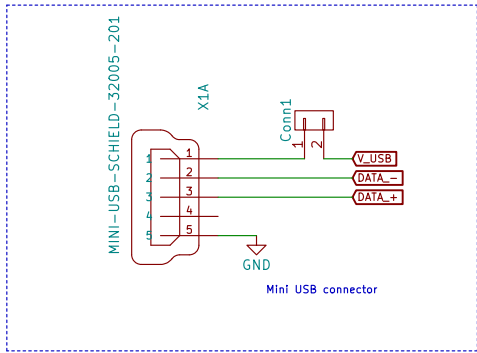 MINI-USB-SCHIELD-32005-201
X1A
Conn1
1
2
1 1
2 2
3 3
4 4
5 5
V_USB
DATA_-
DATA_+
GND
Mini USB connector